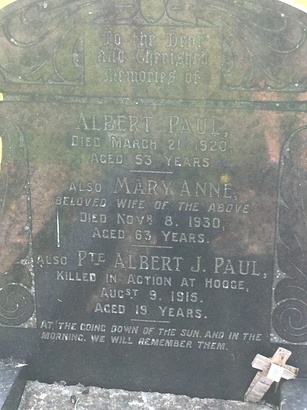 To the Dear
and Cherished
Memories of
ALBERT PAUL,
DIED MARCH 21, 1920,
AGED 53 YEARS.
ALSO MARY ANNE,
BELOVED WIFE OF THE ABOVE
DIED NOVR 8, 1930,
AGED 63 YEARS.
ALSO PTE ALBERT J. PAUL,
KILLED IN ACTION AT HOOGE,
AUGST 9, 1915,
AGED 19 YEARS.
AT THE GOING DOWN OF THE SUN, AND IN THE
MORNING, WE WILL REMEMBER THEM.